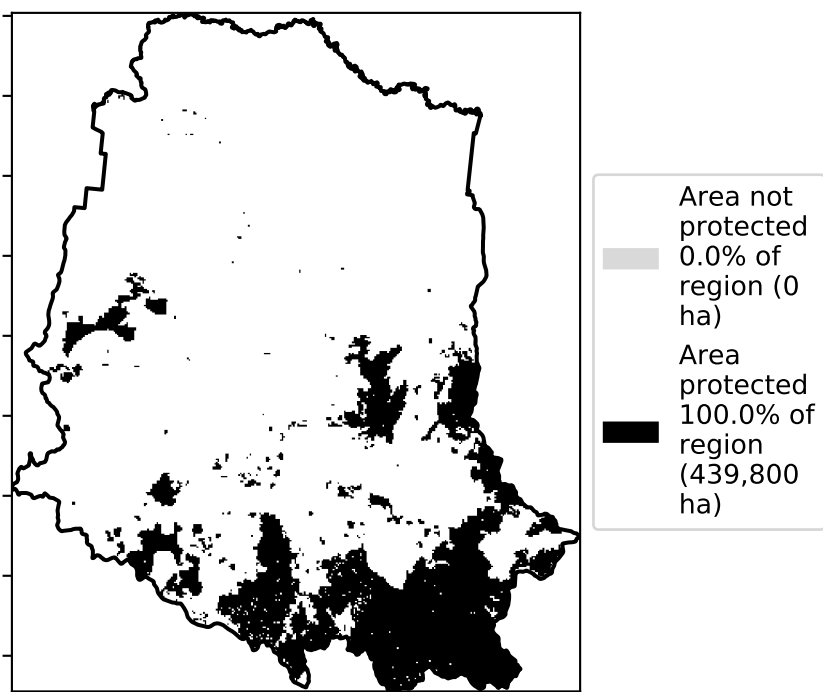 Area not
protected
0.0% of
region (0
ha)
Area
protected
100.0% of
region
(439,800
ha)